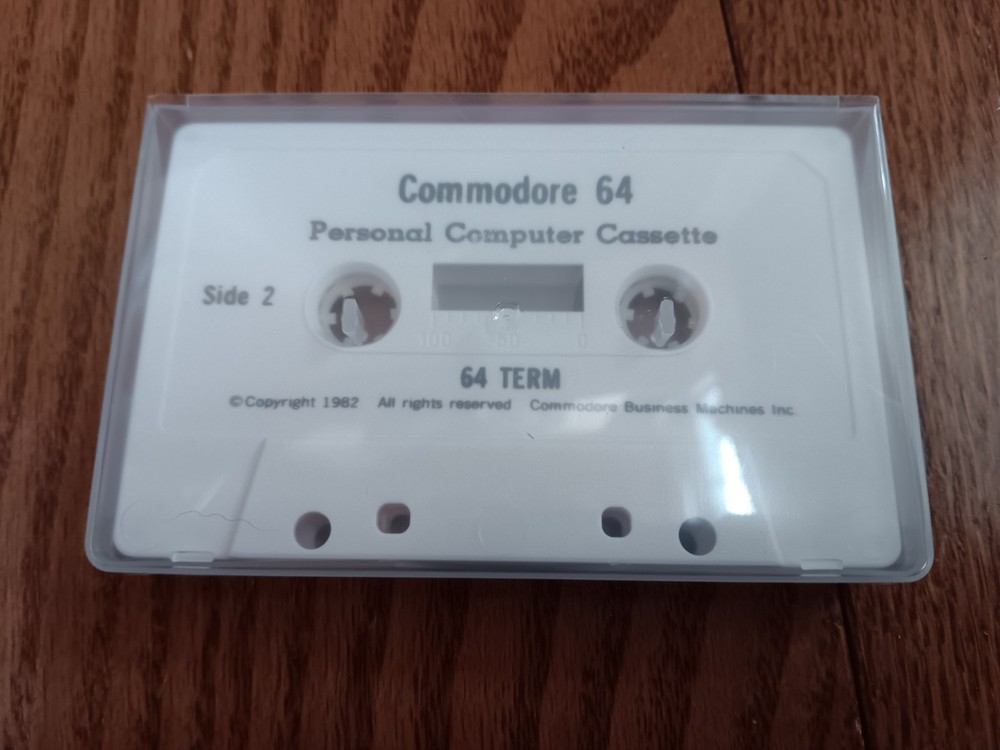 Commodore 64
Personal Computer Cassette
Side 2
100 50 0
64 TERM
©Copyright 1982 All rights reserved Commodore Business Machines Inc.